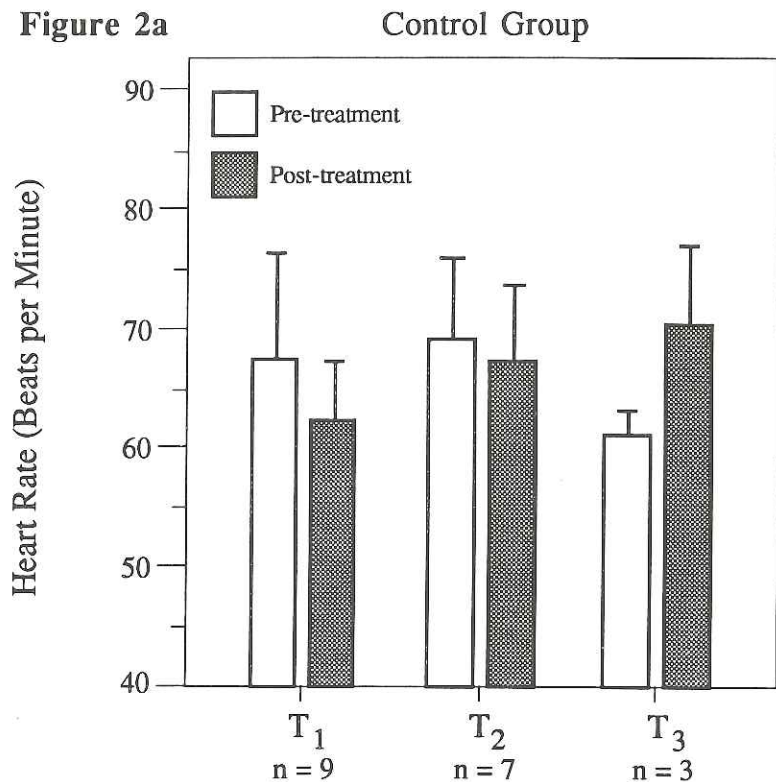 Figure 2a Control Group
Heart Rate (Beats per Minute)
90
80
70
60
50
40
Pre-treatment
Post-treatment
T1 T2 T3
n = 9 n = 7 n = 3